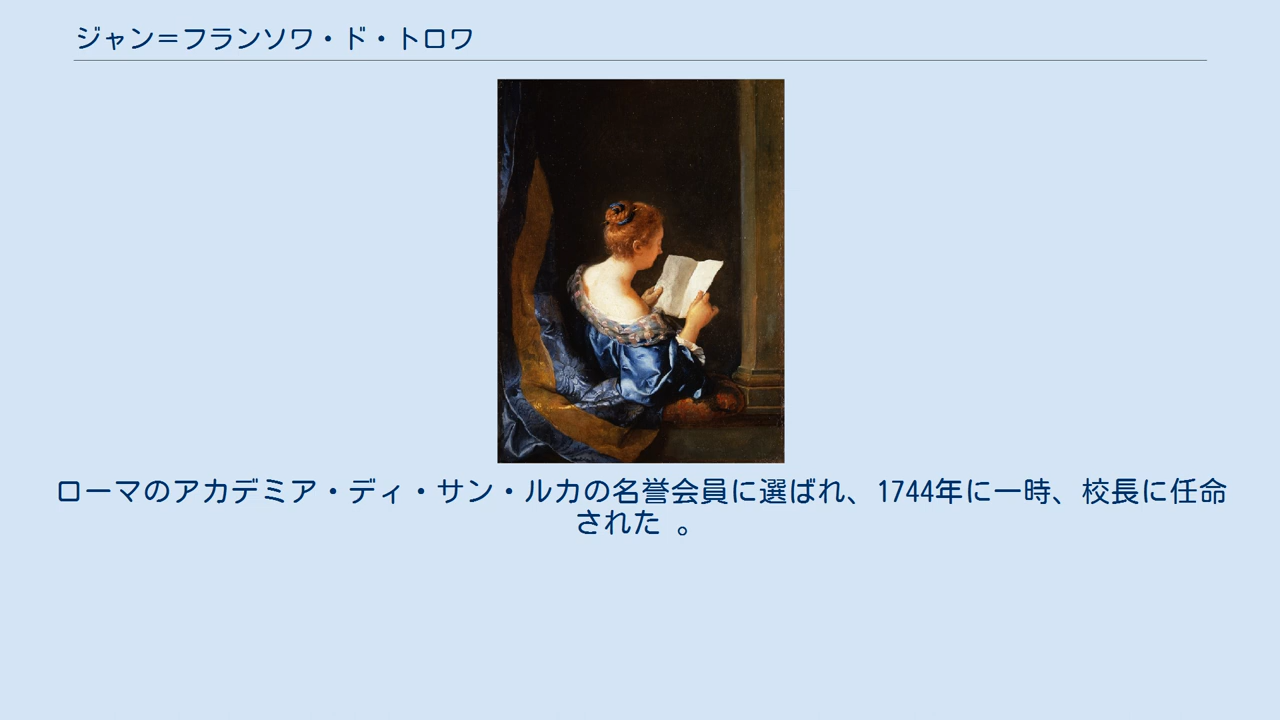 ジャン＝フランソワ・ド・トロワ
ローマのアカデミア・ディ・サン・ルカの名誉会員に選ばれ、1744年に一時、校長に任命
された 。